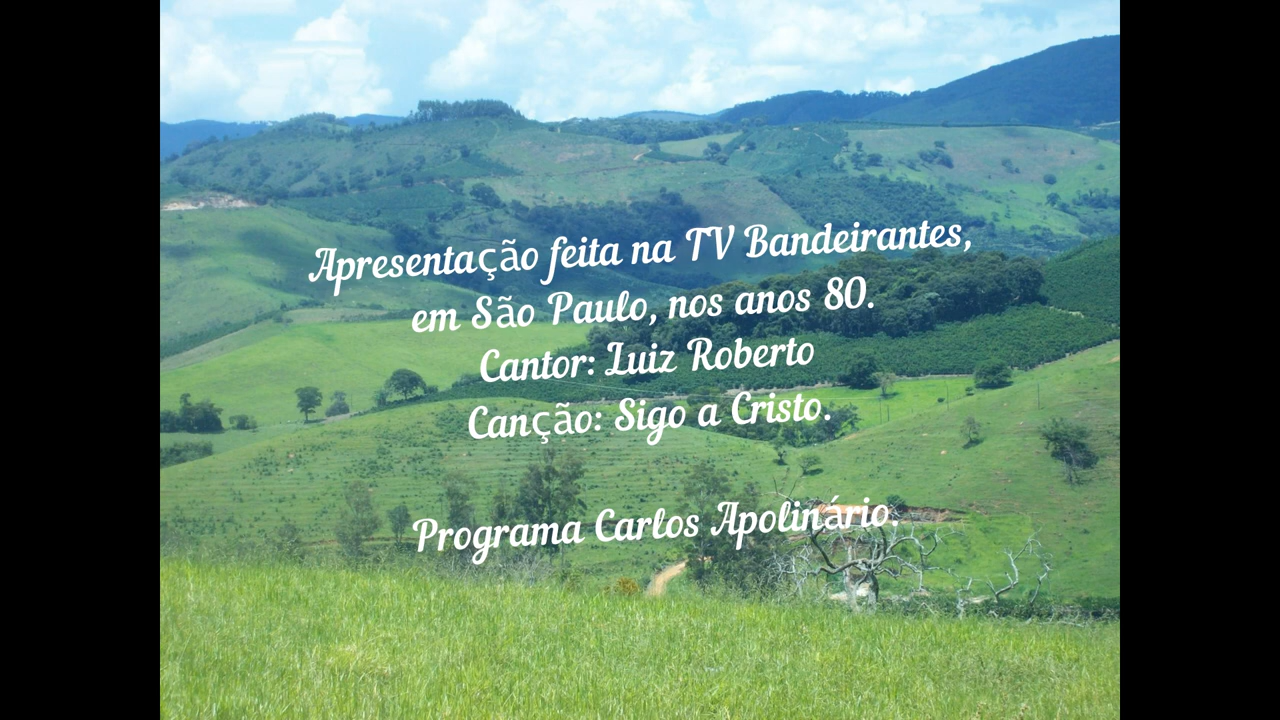 Apresentação feita na TV Bandeirantes,
em São Paulo, nos anos 80.
Cantor: Luiz Roberto
Canção: Sigo a Cristo.
Programa Carlos Apolinário.